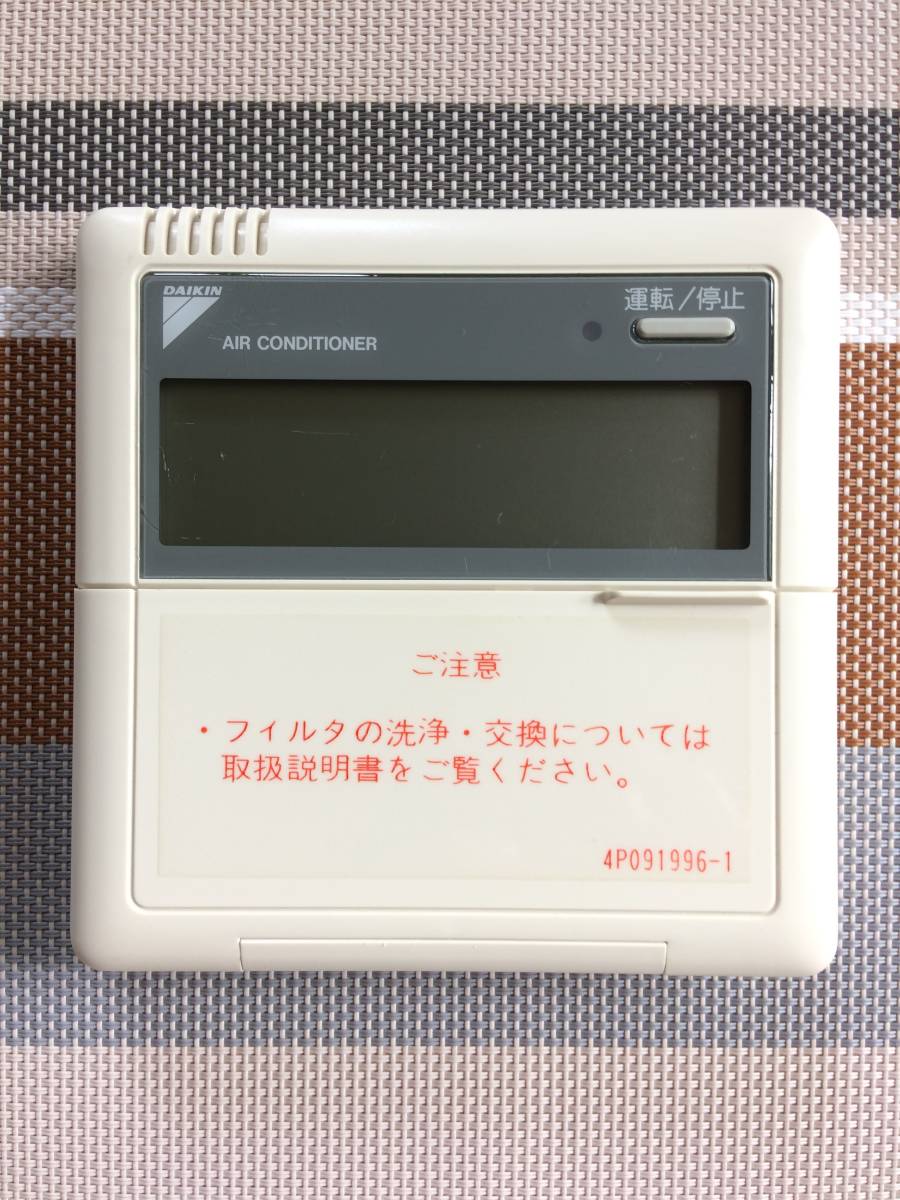 DAIKIN
運転/停止
AIR CONDITIONER
ご注意
・フィルタの洗浄・交換については
取扱説明書をご覧ください。
4P091996-1